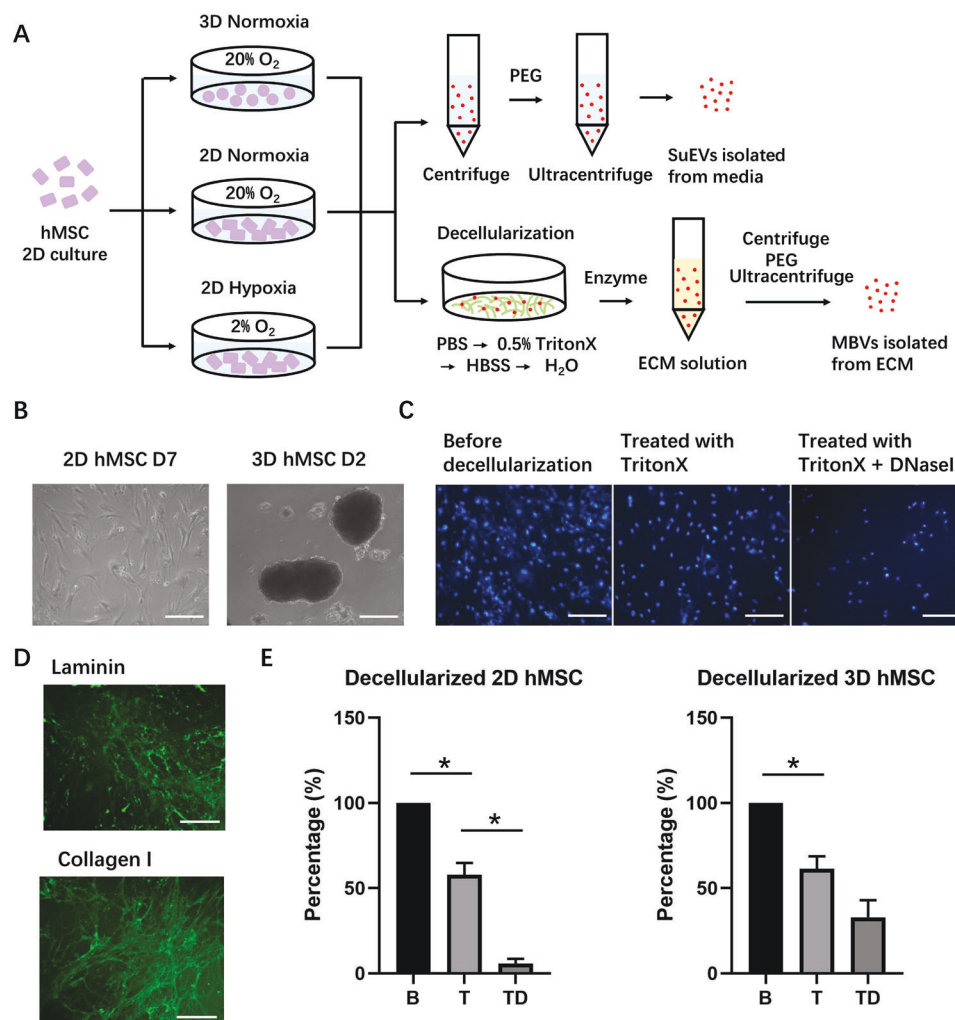 A
3D Normoxia
20% O₂
2D Normoxia
20% O₂
2D Hypoxia
2% O₂
hMSC
2D culture
PEG
Centrifuge
Ultracentrifuge
SuEVs isolated
from media
Decellularization
PBS → 0.5% TritonX
→ HBSS → H₂O
Enzyme
ECM solution
Centrifuge
PEG
Ultracentrifuge
MBVs isolated
from ECM
B
2D hMSC D7
3D hMSC D2
C
Before
decellularization
Treated with
TritonX
Treated with
TritonX + DNaseI
D
Laminin
Collagen I
E
Decellularized 2D hMSC
Percentage (%)
150
100
50
0
*
*
B
T
TD
Decellularized 3D hMSC
Percentage (%)
150
100
50
0
*
B
T
TD